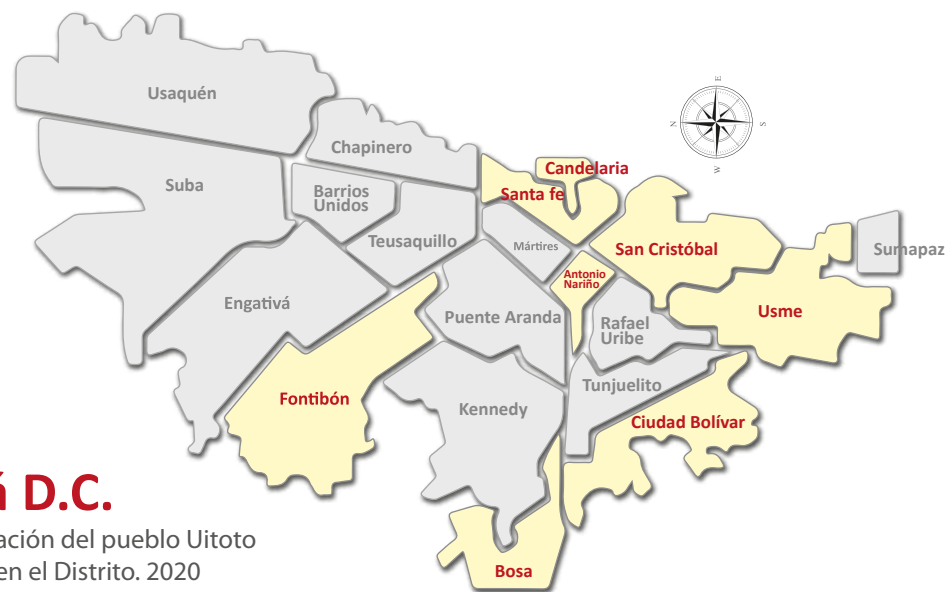 Usaquén
E
N
S
W
Chapinero
Candelaria
Suba
Barrios
Unidos
Santa fe
Teusaquillo
Mártires
San Cristóbal
Sumapaz
Antonio
Nariño
Engativá
Puente Aranda
Rafael
Uribe
Usme
Fontibón
Kennedy
Tunjuelito
Ciudad Bolívar
D.C.
ación del pueblo Uitoto
en el Distrito. 2020
Bosa